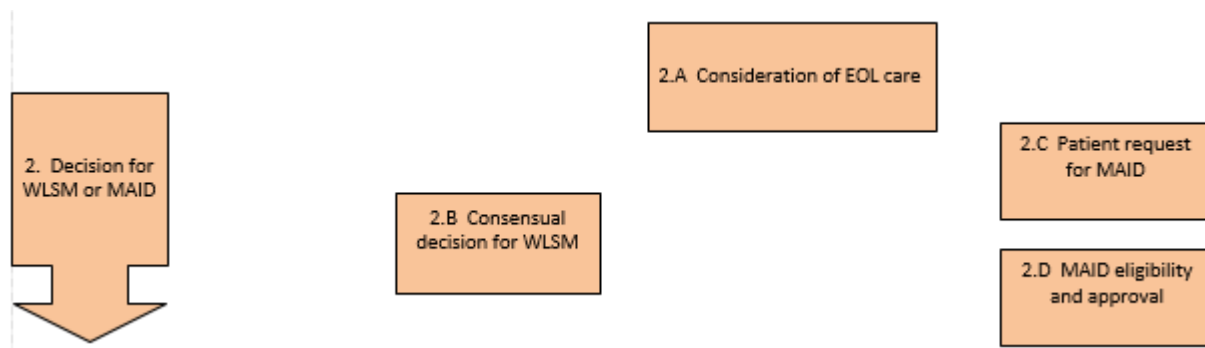 2.A  Consideration of EOL care
2.C  Patient request
for MAID
2.  Decision for
WLSM or MAID
2.B  Consensual
decision for WLSM
2.D  MAID eligibility
and approval